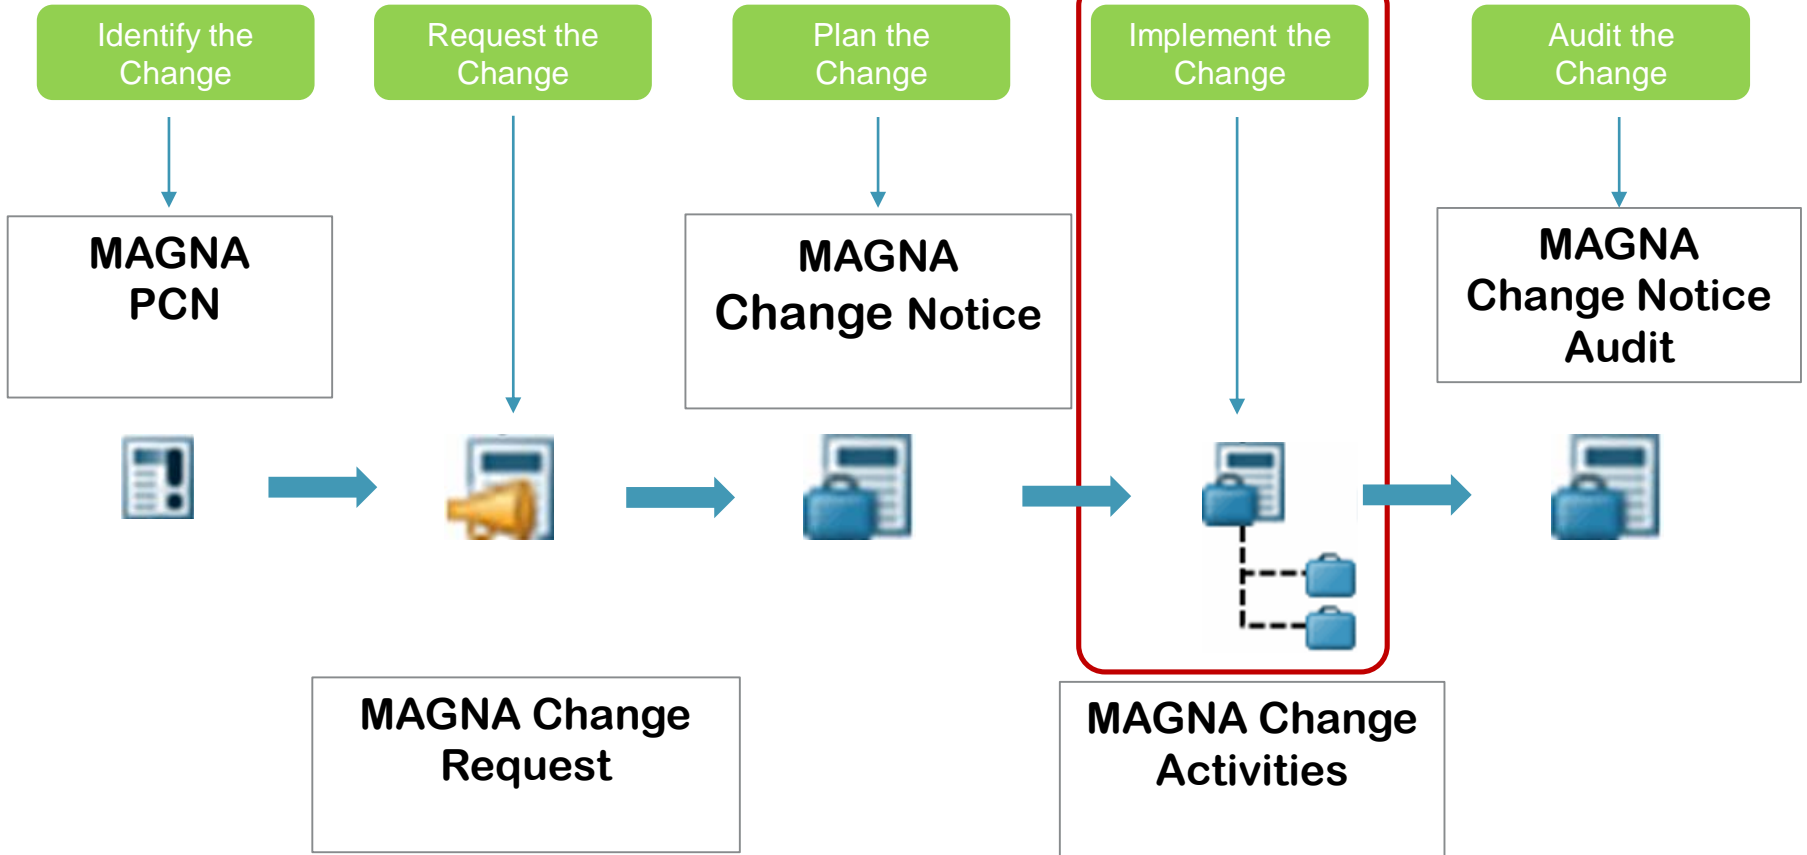 Identify the
Change
Request the
Change
Plan the
Change
Implement the
Change
Audit the
Change
MAGNA
PCN
MAGNA
Change Notice
MAGNA
Change Notice
Audit
MAGNA Change
Request
MAGNA Change
Activities